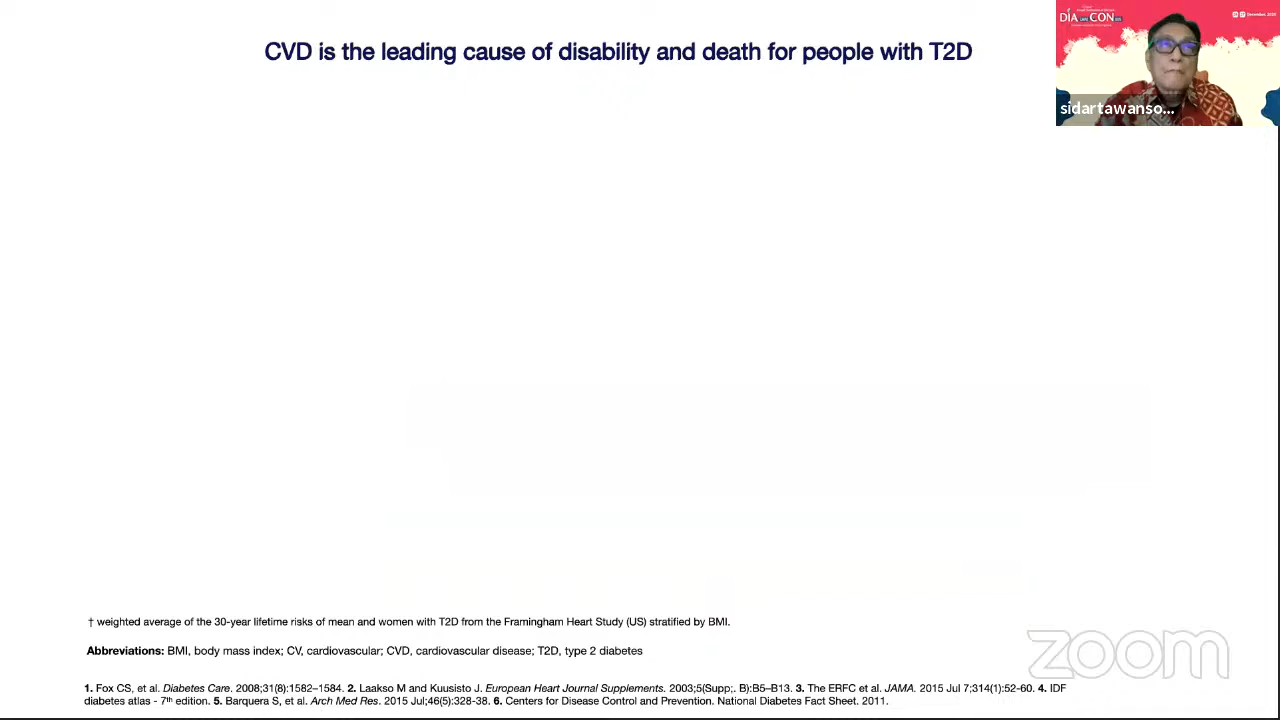 CVD is the leading cause of disability and death for people with T2D
DIA CON
December, 2021
sidartawanso...
† weighted average of the 30-year lifetime risks of mean and women with T2D from the Framingham Heart Study (US) stratified by BMI.
Abbreviations: BMI, body mass index; CV, cardiovascular; CVD, cardiovascular disease; T2D, type 2 diabetes
zoom
1. Fox CS, et al. Diabetes Care. 2008;31(8):1582–1584. 2. Laakso M and Kuusisto J. European Heart Journal Supplements. 2003;5(Supp;. B):B5–B13. 3. The ERFC et al. JAMA. 2015 Jul 7;314(1):52-60. 4. IDF
diabetes atlas - 7th edition. 5. Barquera S, et al. Arch Med Res. 2015 Jul;46(5):328-38. 6. Centers for Disease Control and Prevention. National Diabetes Fact Sheet. 2011.